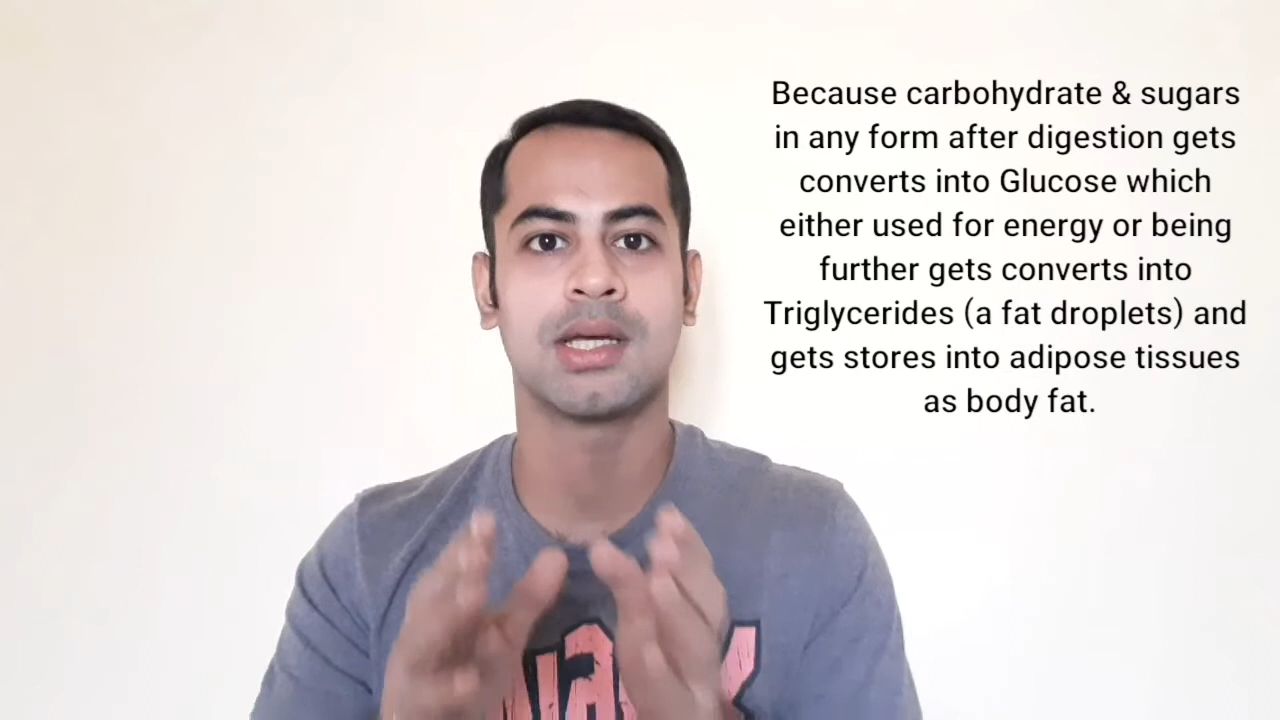 Because carbohydrate & sugars
in any form after digestion gets
converts into Glucose which
either used for energy or being
further gets converts into
Triglycerides (a fat droplets) and
gets stores into adipose tissues
as body fat.